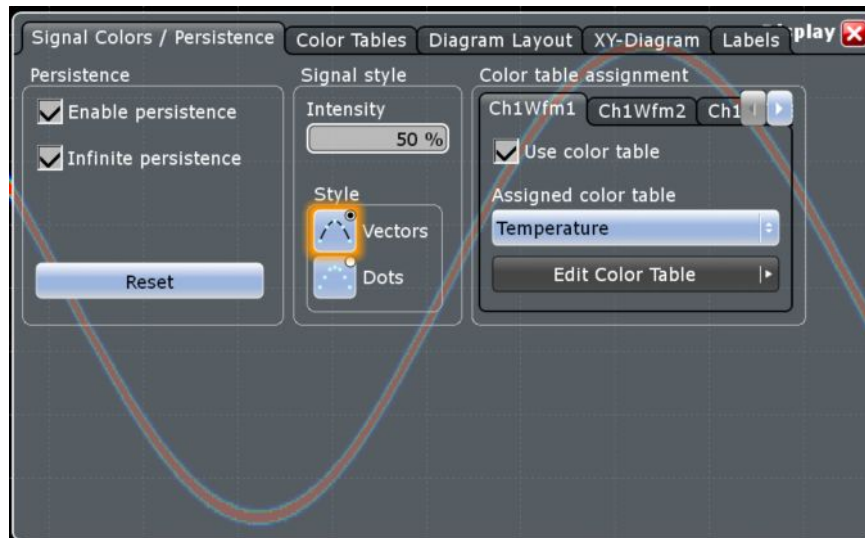 Signal Colors / Persistence Color Tables Diagram Layout XY-Diagram Labels play
Persistence
Enable persistence
Infinite persistence
Reset
Signal style
Intensity
50 %
Style
Vectors
Dots
Color table assignment
Ch1Wfm1 Ch1Wfm2 Ch1
Use color table
Assigned color table
Temperature
Edit Color Table